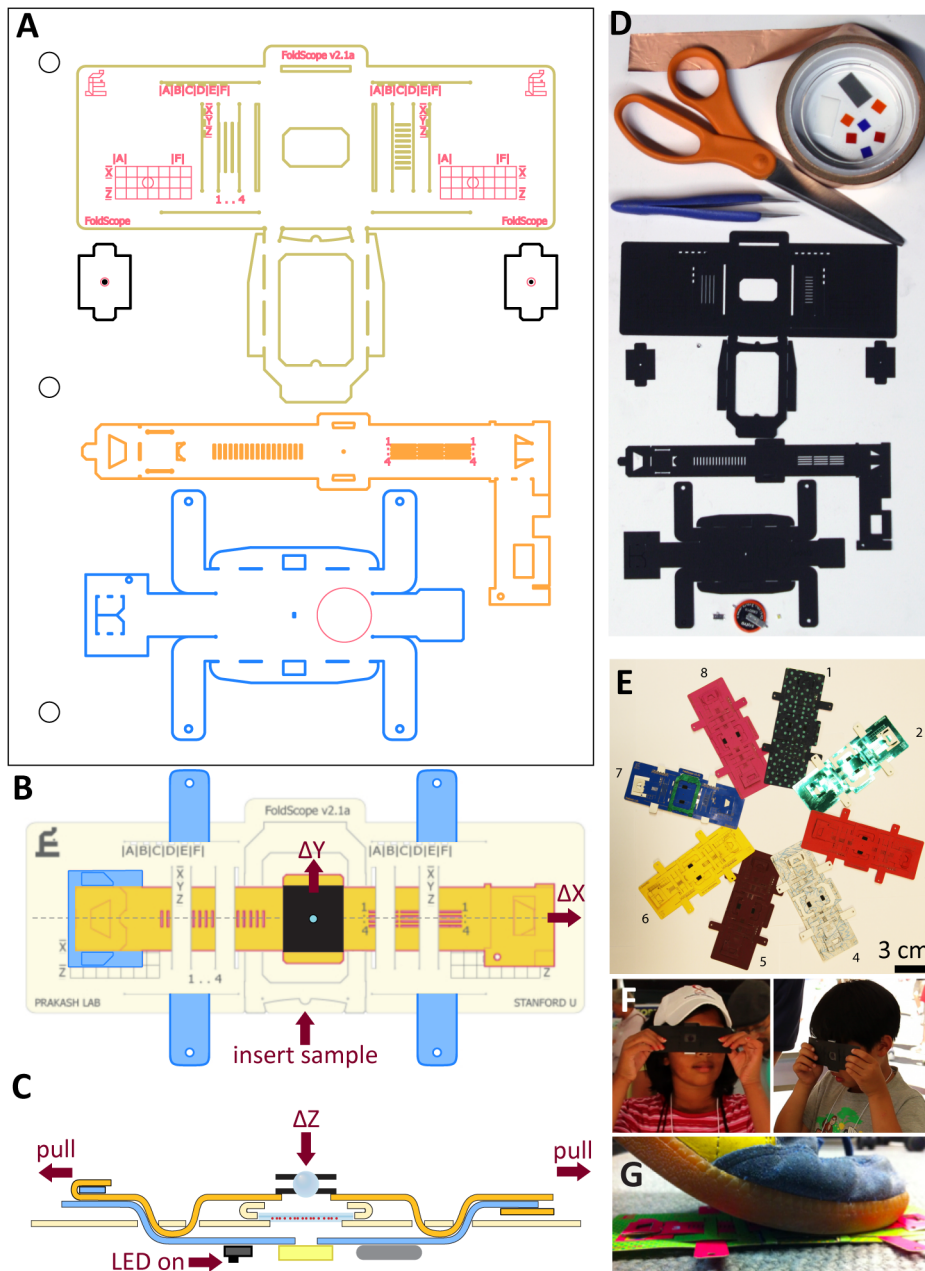 A
FoldScope v2.1a
|A|B|C|D|E|F|
|A|B|C|D|E|F|
X
Y
Z
X
Y
Z
|A|
|F|
|A|
|F|
X
Z
X
Z
1 . . 4
FoldScope
FoldScope
1
4
1
4
B
FoldScope v2.1a
|A|B|C|D|E|F|
|A|B|C|D|E|F|
ΔY
X
Y
Z
X
Y
Z
ΔX
1
4
1
4
X
Z
Z
1 . . 4
PRAKASH LAB
STANFORD U
insert sample
C
ΔZ
pull
pull
LED on
D
E
8
1
2
7
6
5
4
3 cm
F
G